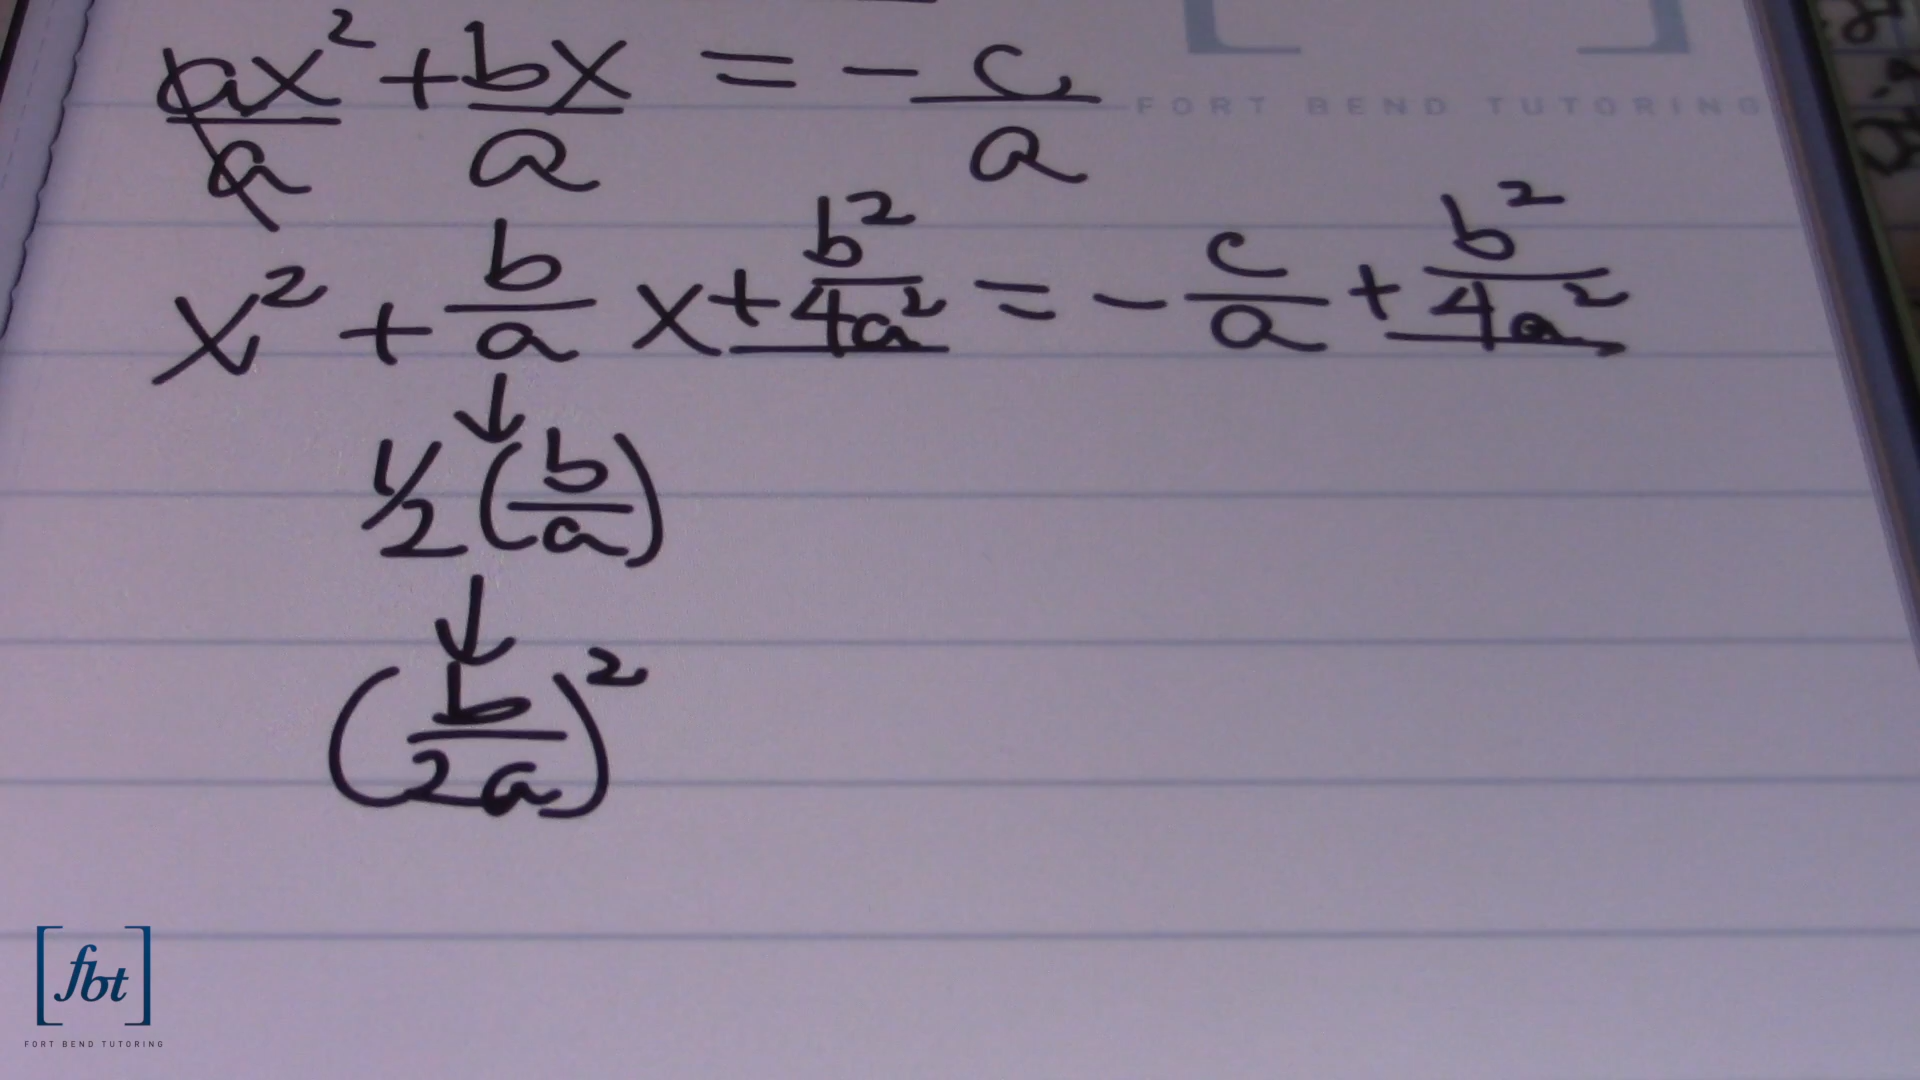 ax²/a + bx/a = - c/a
FORT BEND TUTORING
x² + b/a x + b²/4a² = - c/a + b²/4a²
↓
1/2 (b/a)
↓
(b/2a)²
[fbt]
FORT BEND TUTORING